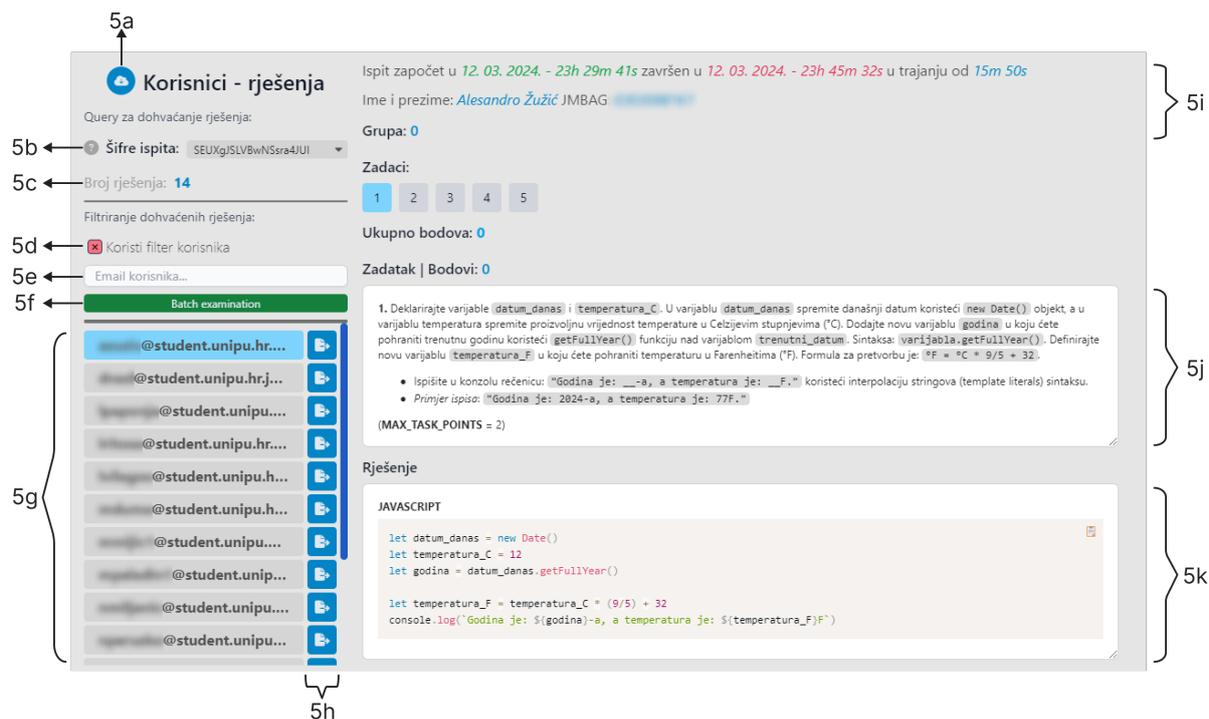 5a
Korisnici - rješenja
Query za dohvaćanje rješenja:
5b
? Šifre ispita: SEUXgJSLVBwNSsra4JUl
5c
Broj rješenja: 14
Filtriranje dohvaćenih rješenja:
5d
Koristi filter korisnika
5e
Email korisnika...
5f
Batch examination
5g
@student.unipu.hr....
@student.unipu.hr.j...
@student.unipu....
@student.unipu.hr....
@student.unipu.h...
@student.unipu.h...
@student.unipu....
@student.unip...
@student.unipu....
@student.unipu...
5h
Ispit započet u 12. 03. 2024. - 23h 29m 41s završen u 12. 03. 2024. - 23h 45m 32s u trajanju od 15m 50s
Ime i prezime: Alesandro Žužić JMBAG
Grupa: 0
5i
Zadaci:
1 2 3 4 5
Ukupno bodova: 0
Zadatak | Bodovi: 0
1. Deklarirajte varijable datum_danas i temperatura_C. U varijablu datum_danas spremite današnji datum koristeći new Date() objekt, a u
varijablu temperatura spremite proizvoljnu vrijednost temperature u Celzijevim stupnjevima (°C). Dodajte novu varijablu godina u koju ćete
pohraniti trenutnu godinu koristeći getFullYear() funkciju nad varijablom trenutni_datum. Sintaksa: varijabla.getFullYear(). Definirajte
novu varijablu temperatura_F u koju ćete pohraniti temperaturu u Farenheitima (°F). Formula za pretvorbu je: °F = °C * 9/5 + 32.
• Ispišite u konzolu rečenicu: "Godina je: __-a, a temperatura je: __F." koristeći interpolaciju stringova (template literals) sintaksu.
• Primjer ispisa: "Godina je: 2024-a, a temperatura je: 77F."
(MAX_TASK_POINTS = 2)
5j
Rješenje
JAVASCRIPT
let datum_danas = new Date()
let temperatura_C = 12
let godina = datum_danas.getFullYear()
let temperatura_F = temperatura_C * (9/5) + 32
console.log(`Godina je: ${godina}-a, a temperatura je: ${temperatura_F}F`)
5k